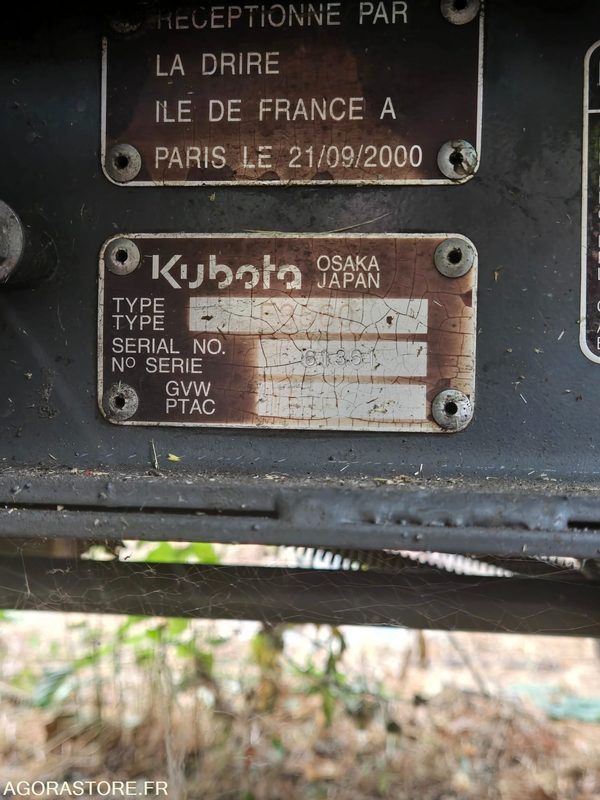 RECEPTIONNE PAR
LA DRIRE
ILE DE FRANCE A
PARIS LE 21/09/2000
Kubota OSAKA JAPAN
TYPE
TYPE
SERIAL NO.
Nº SERIE
GVW
PTAC
AGORASTORE.FR